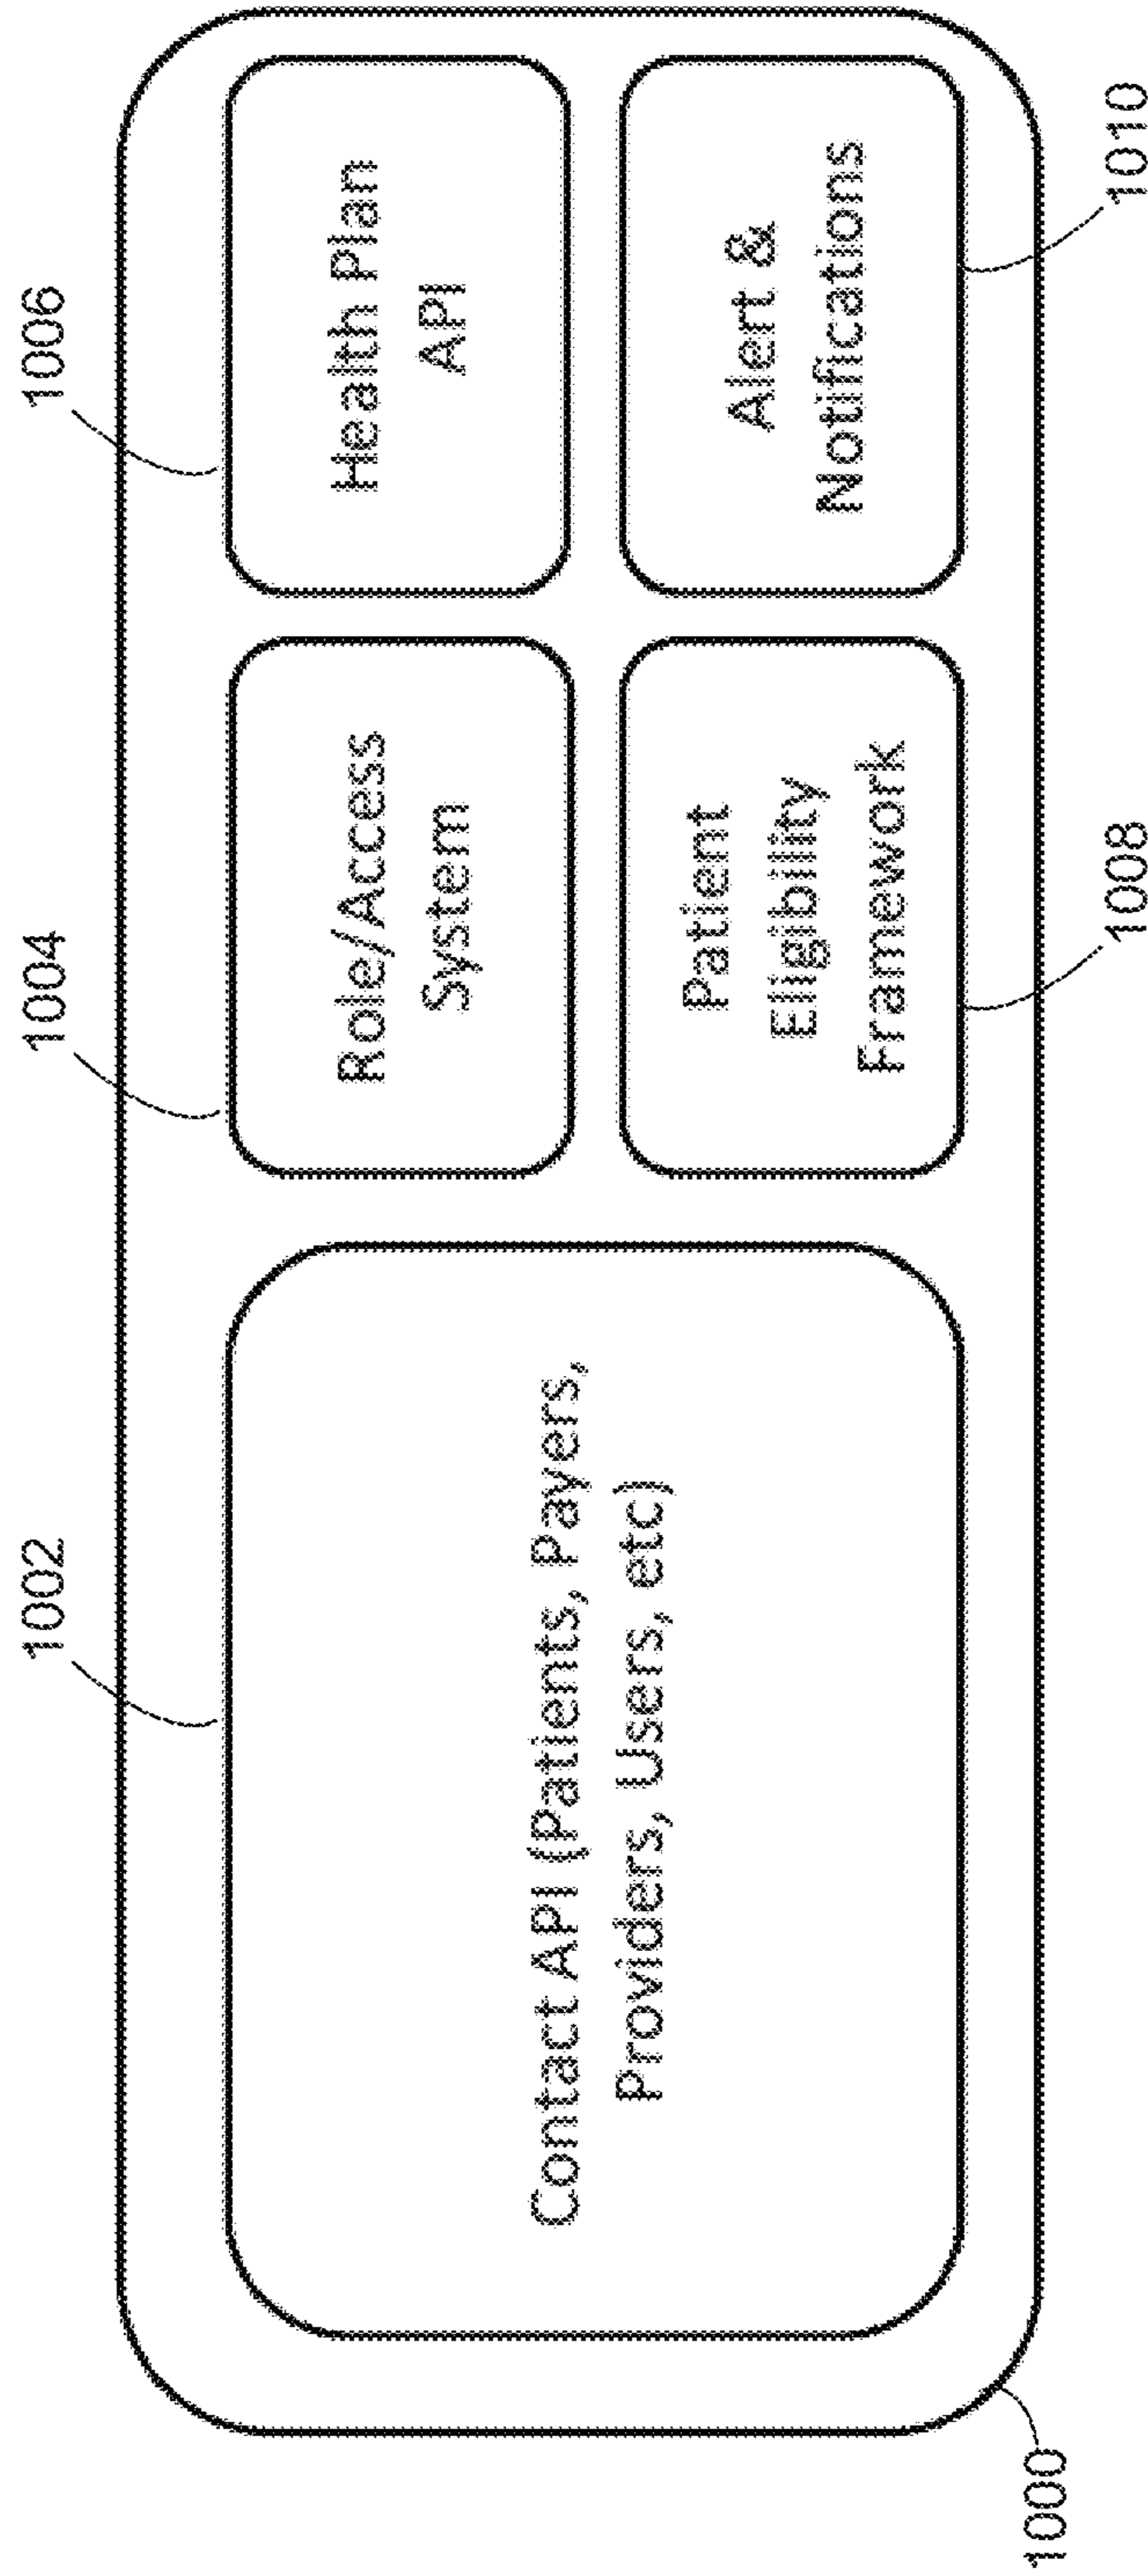 1002
1004
1006
Contact API (Patients, Payers,
Providers, Users, etc)
Role/Access
System
Health Plan
API
Patient
Eligibility
Framework
Alert &
Notifications
1000
1008
1010